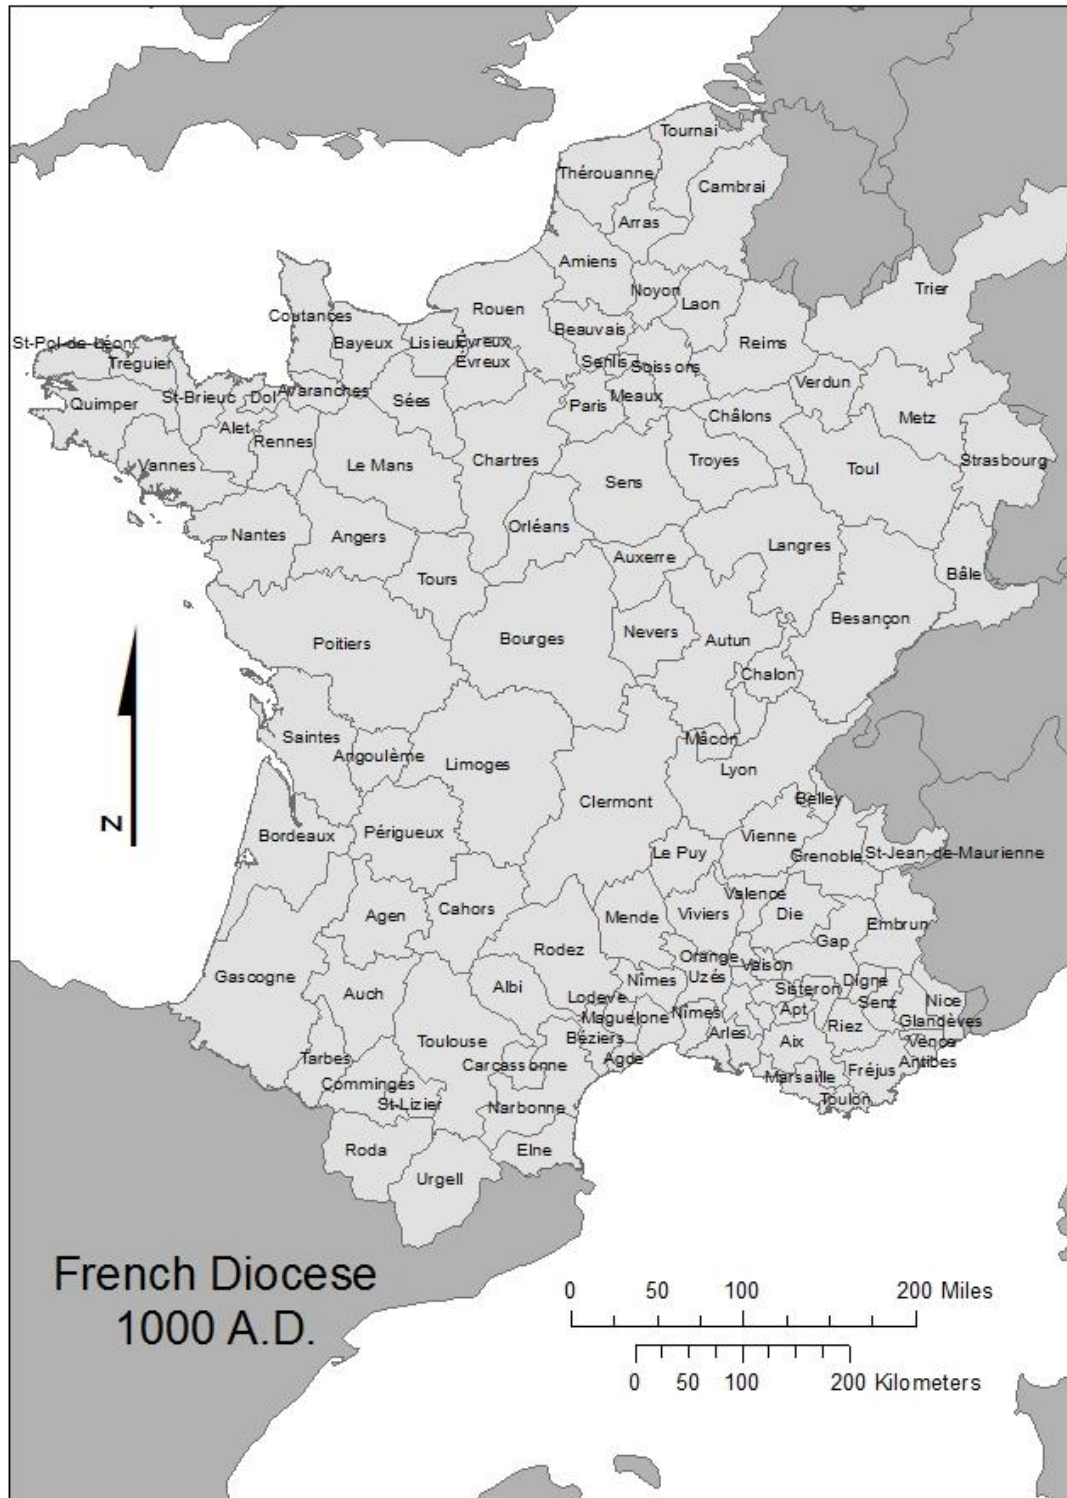 Tournai
Thérouanne
Cambrai
Arras
Amiens
Trier
Noyon
Laon
Rouen
Coutances
Beauvais
Reims
St-Pol-de-Léon
Bayeux
Lisieux
Évreux
Tréguier
Évreux
Senlis
Soissons
Verdun
Avaranches
St-Brieuc
Dol
Quimper
Sées
Paris
Meaux
Châlons
Metz
Alet
Rennes
Vannes
Le Mans
Chartres
Troyes
Strasbourg
Toul
Sens
Orléans
Nantes
Angers
Langres
Auxerre
Bâle
Tours
Besançon
Poitiers
Bourges
Nevers
Autun
Chalon
Saintes
Mâcon
Angoulème
Limoges
Lyon
Clermont
Belley
Bordeaux
Périgueux
Vienne
Le Puy
Grenoble
St-Jean-de-Maurienne
Valence
Agen
Cahors
Mende
Viviers
Die
Embrun
Gap
Rodez
Orange
Vaison
Gascogne
Uzés
Nîmes
Digne
Albi
Sisteron
Auch
Lodeve
Senz
Nice
Maguelone
Nîmes
Apt
Glandèves
Riez
Arles
Béziers
Aix
Vence
Toulouse
Tarbes
Carcassonne
Agde
Antibes
Fréjus
Marsaille
Comminges
Toulon
St-Lizier
Narbonne
Roda
Elne
Urgell
N
French Diocese
1000 A.D.
0 50 100 200 Miles
0 50 100 200 Kilometers